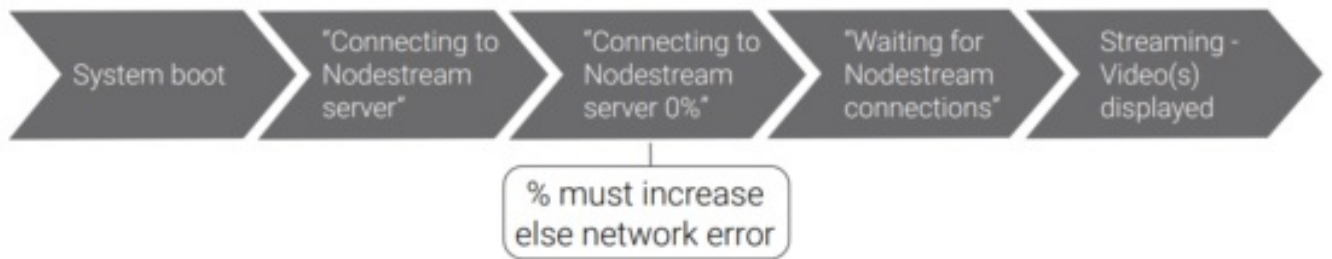 System boot
"Connecting to
Nodestream
server"
"Connecting to
Nodestream
server 0%"
"Waiting for
Nodestream
connections"
Streaming -
Video(s)
displayed
% must increase
else network error